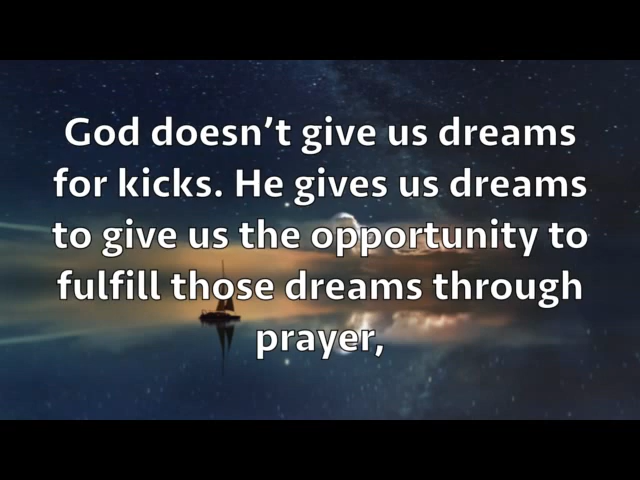 God doesn’t give us dreams
for kicks. He gives us dreams
to give us the opportunity to
fulfill those dreams through
prayer,